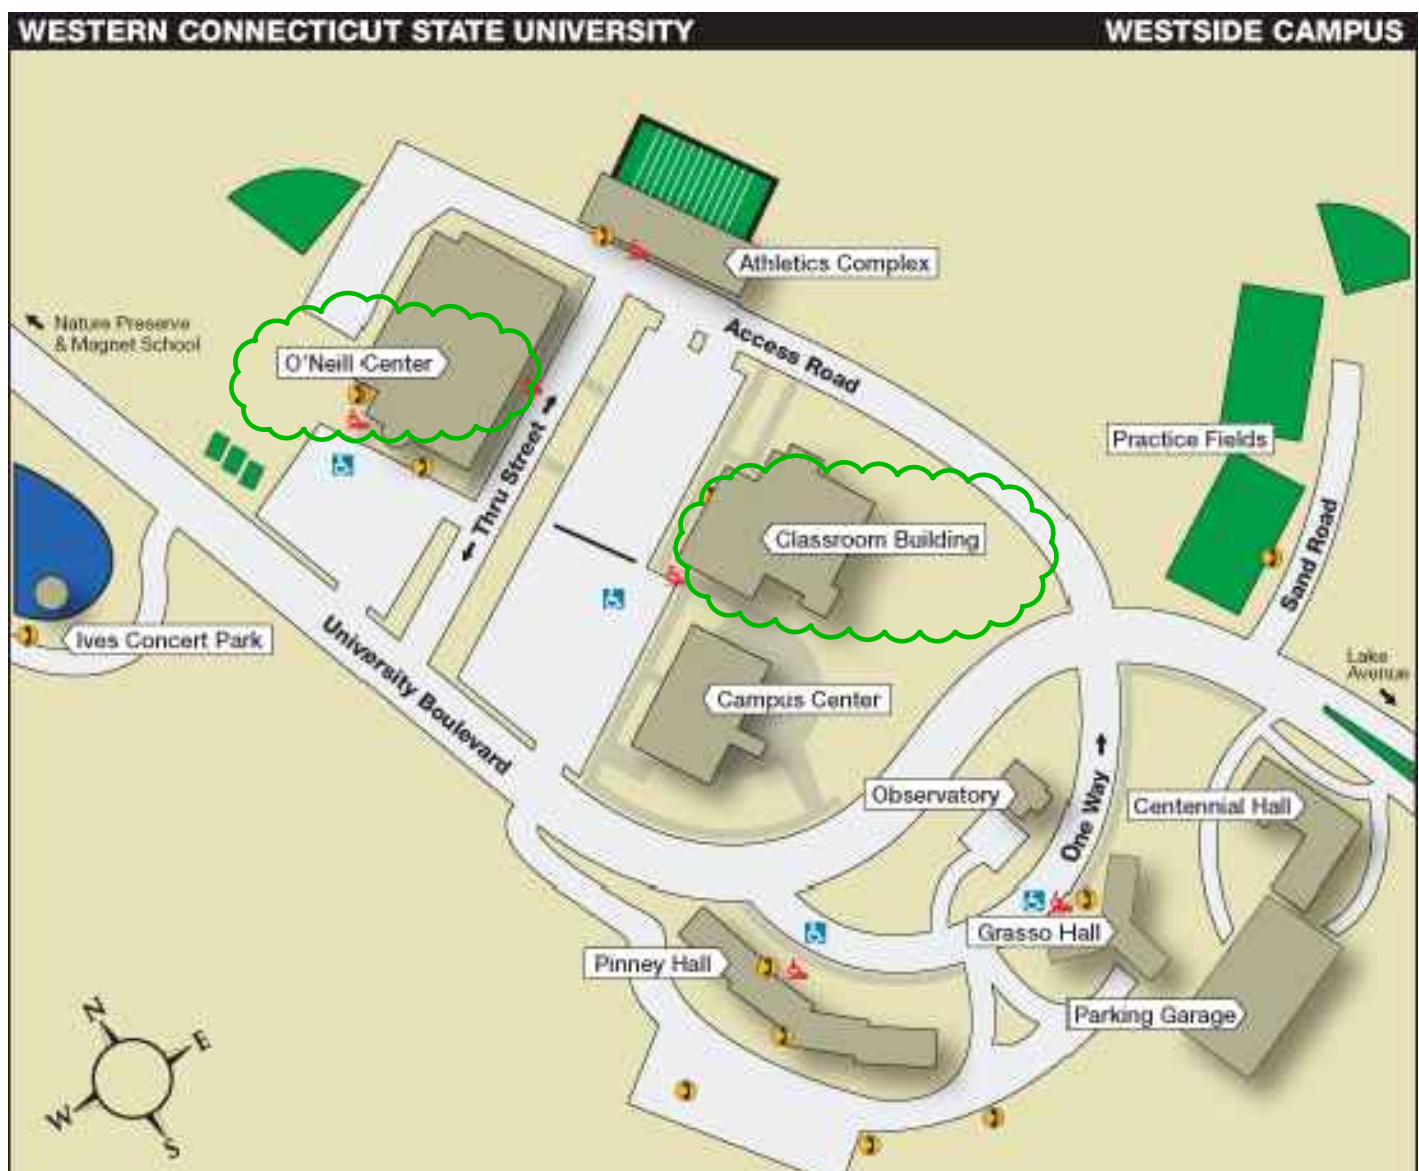 WESTERN CONNECTICUT STATE UNIVERSITY
WESTSIDE CAMPUS
Athletics Complex
Nature Preserve
& Magnet School
O'Neill Center
Access Road
Practice Fields
Thru Street
Classroom Building
Sand Road
Ives Concert Park
University Boulevard
Campus Center
Lake
Avenue
Observatory
One Way
Centennial Hall
Grasso Hall
Pinney Hall
Parking Garage
N
E
W
S